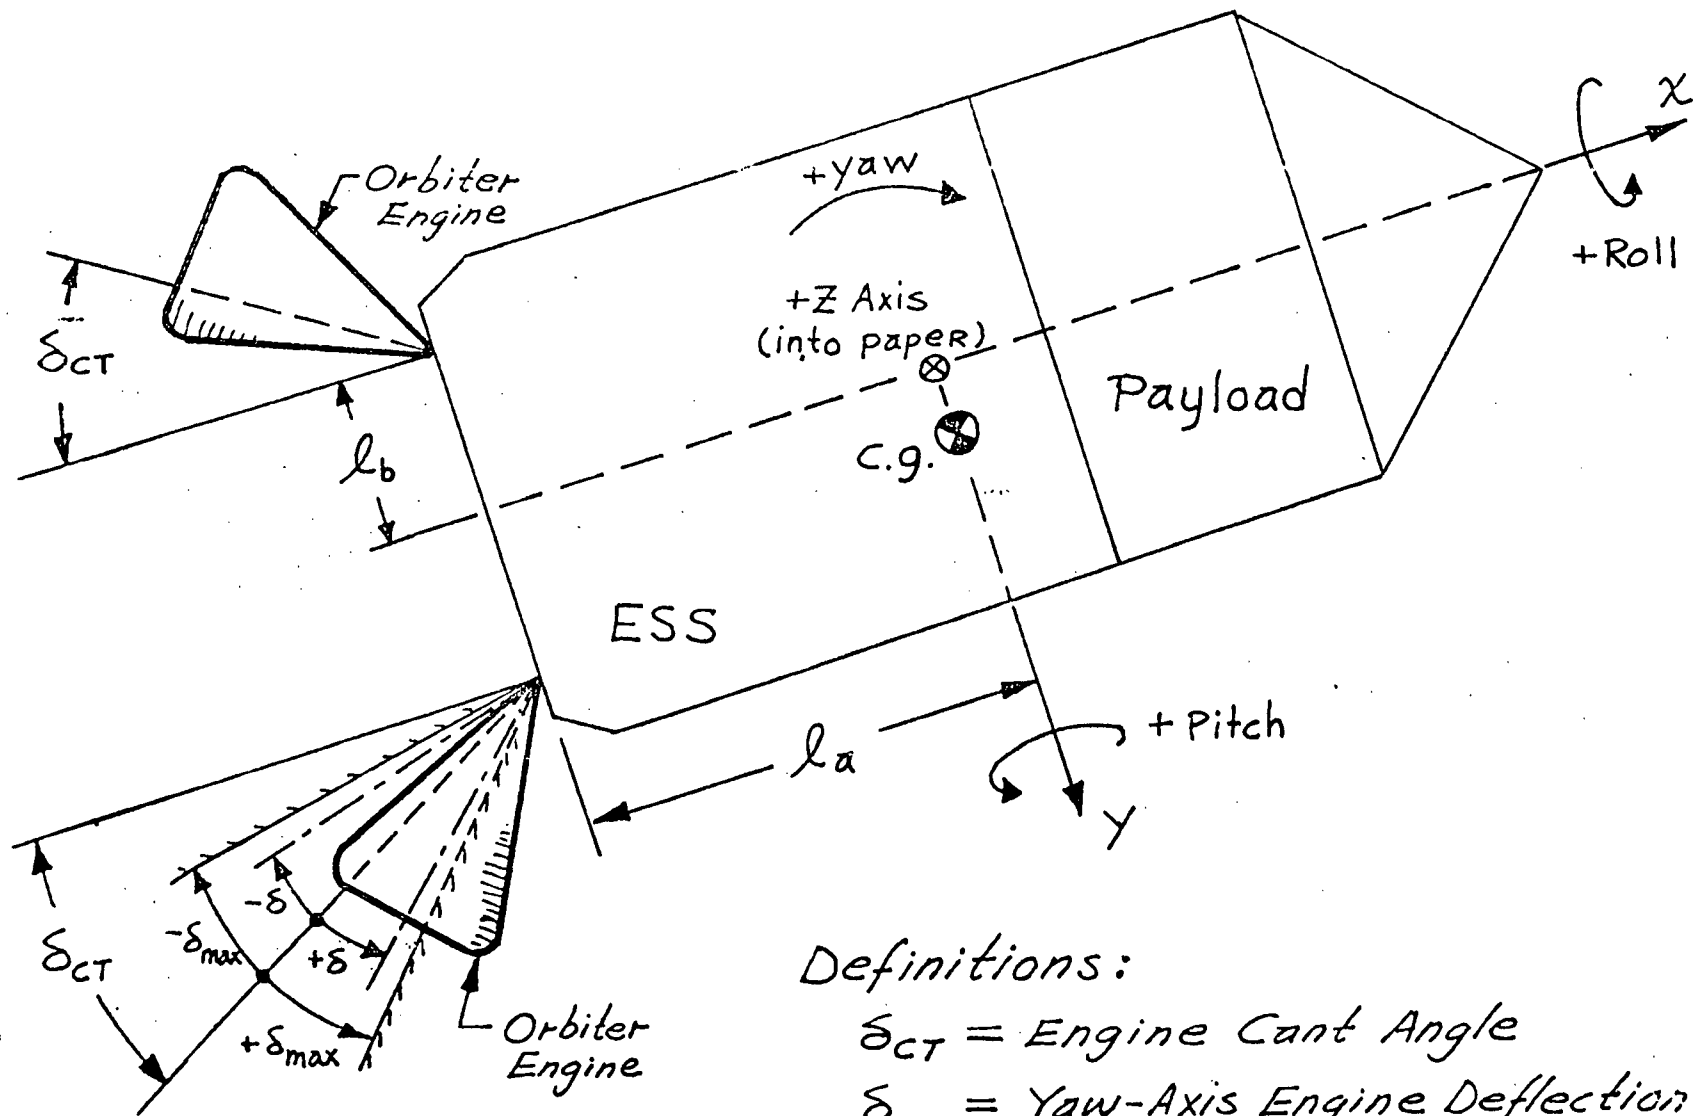 Orbiter
Engine
+yaw
X
+Roll
+Z Axis
(into paper)
δCT
lb
Payload
c.g.
ESS
la
+ Pitch
Y
-δ
-δmax
+δ
δCT
+δmax
Orbiter
Engine
Definitions:
δCT = Engine Cant Angle
δ = Yaw-Axis Engine Deflection